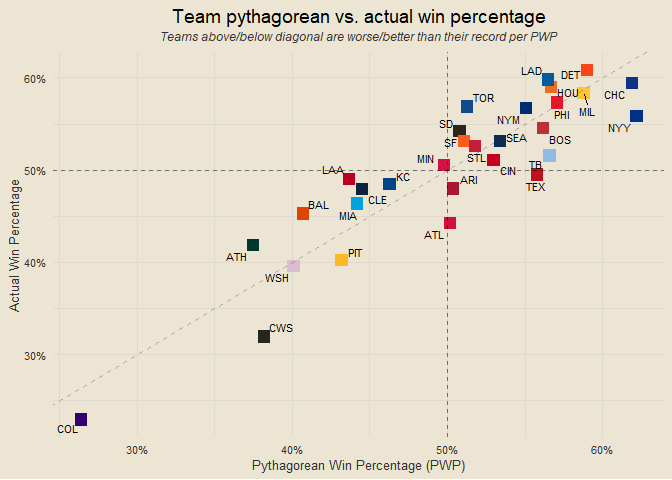 Team pythagorean vs. actual win percentage
Teams above/below diagonal are worse/better than their record per PWP
60%
50%
40%
30%
Actual Win Percentage
LAD
DET
HOU
CHC
TOR
MIL
PHI
NYM
NYY
SD
SF
SEA
BOS
STL
MIN
CIN
TB
TEX
LAA
KC
ARI
CLE
BAL
MIA
ATL
ATH
PIT
WSH
CWS
COL
30%
40%
50%
60%
Pythagorean Win Percentage (PWP)